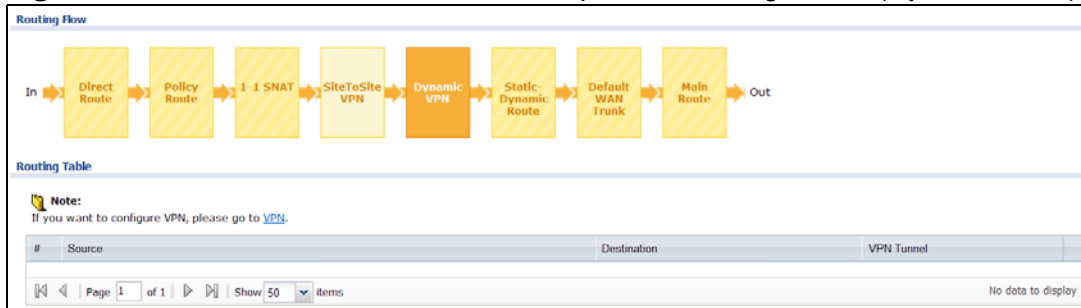 Routing Flow
In
Direct Route
Policy Route
1-1 SNAT
SiteToSite VPN
Dynamic VPN
Static-Dynamic Route
Default WAN Trunk
Main Route
Out
Routing Table
Note:
If you want to configure VPN, please go to VPN.
# Source Destination VPN Tunnel
Page 1 of 1 Show 50 items No data to display